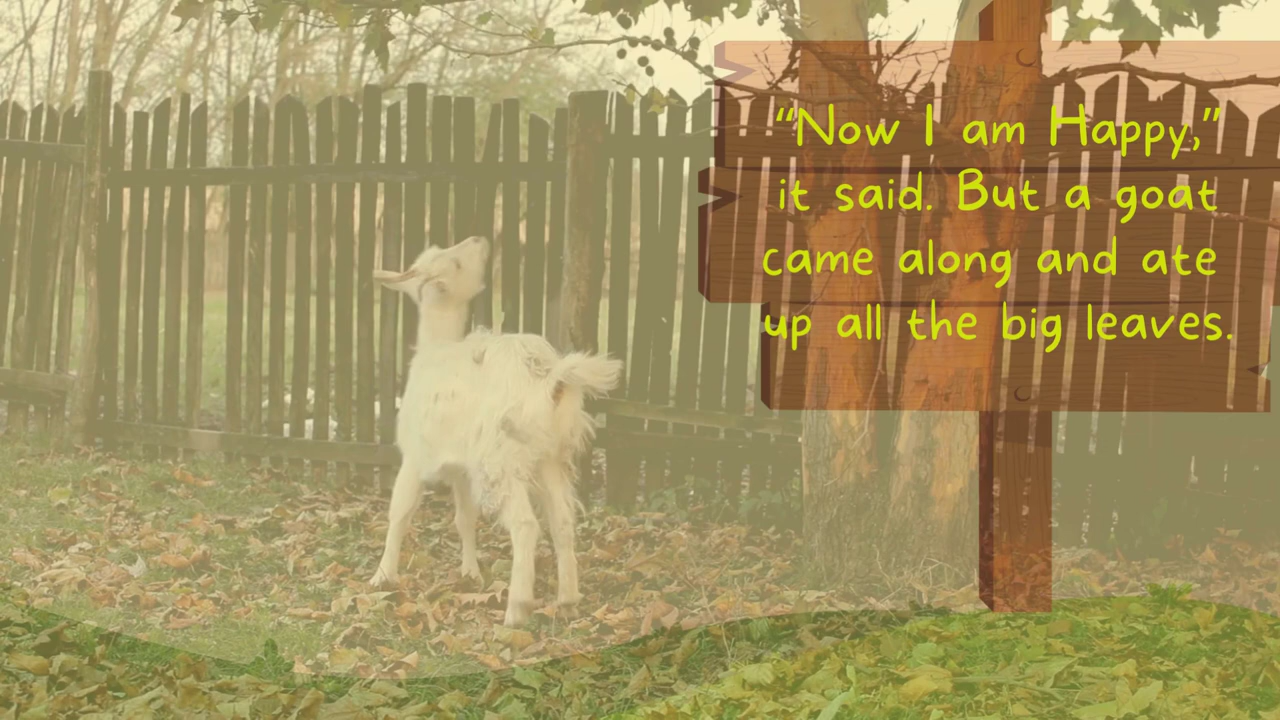 “Now I am Happy,”
it said. But a goat
came along and ate
up all the big leaves.